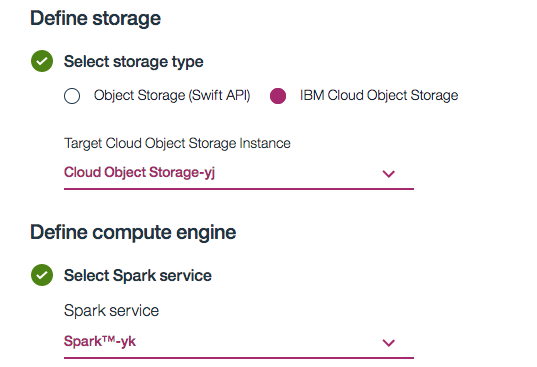 Define storage
Select storage type
Object Storage (Swift API) IBM Cloud Object Storage
Target Cloud Object Storage Instance
Cloud Object Storage-yj
Define compute engine
Select Spark service
Spark service
Spark™-yk